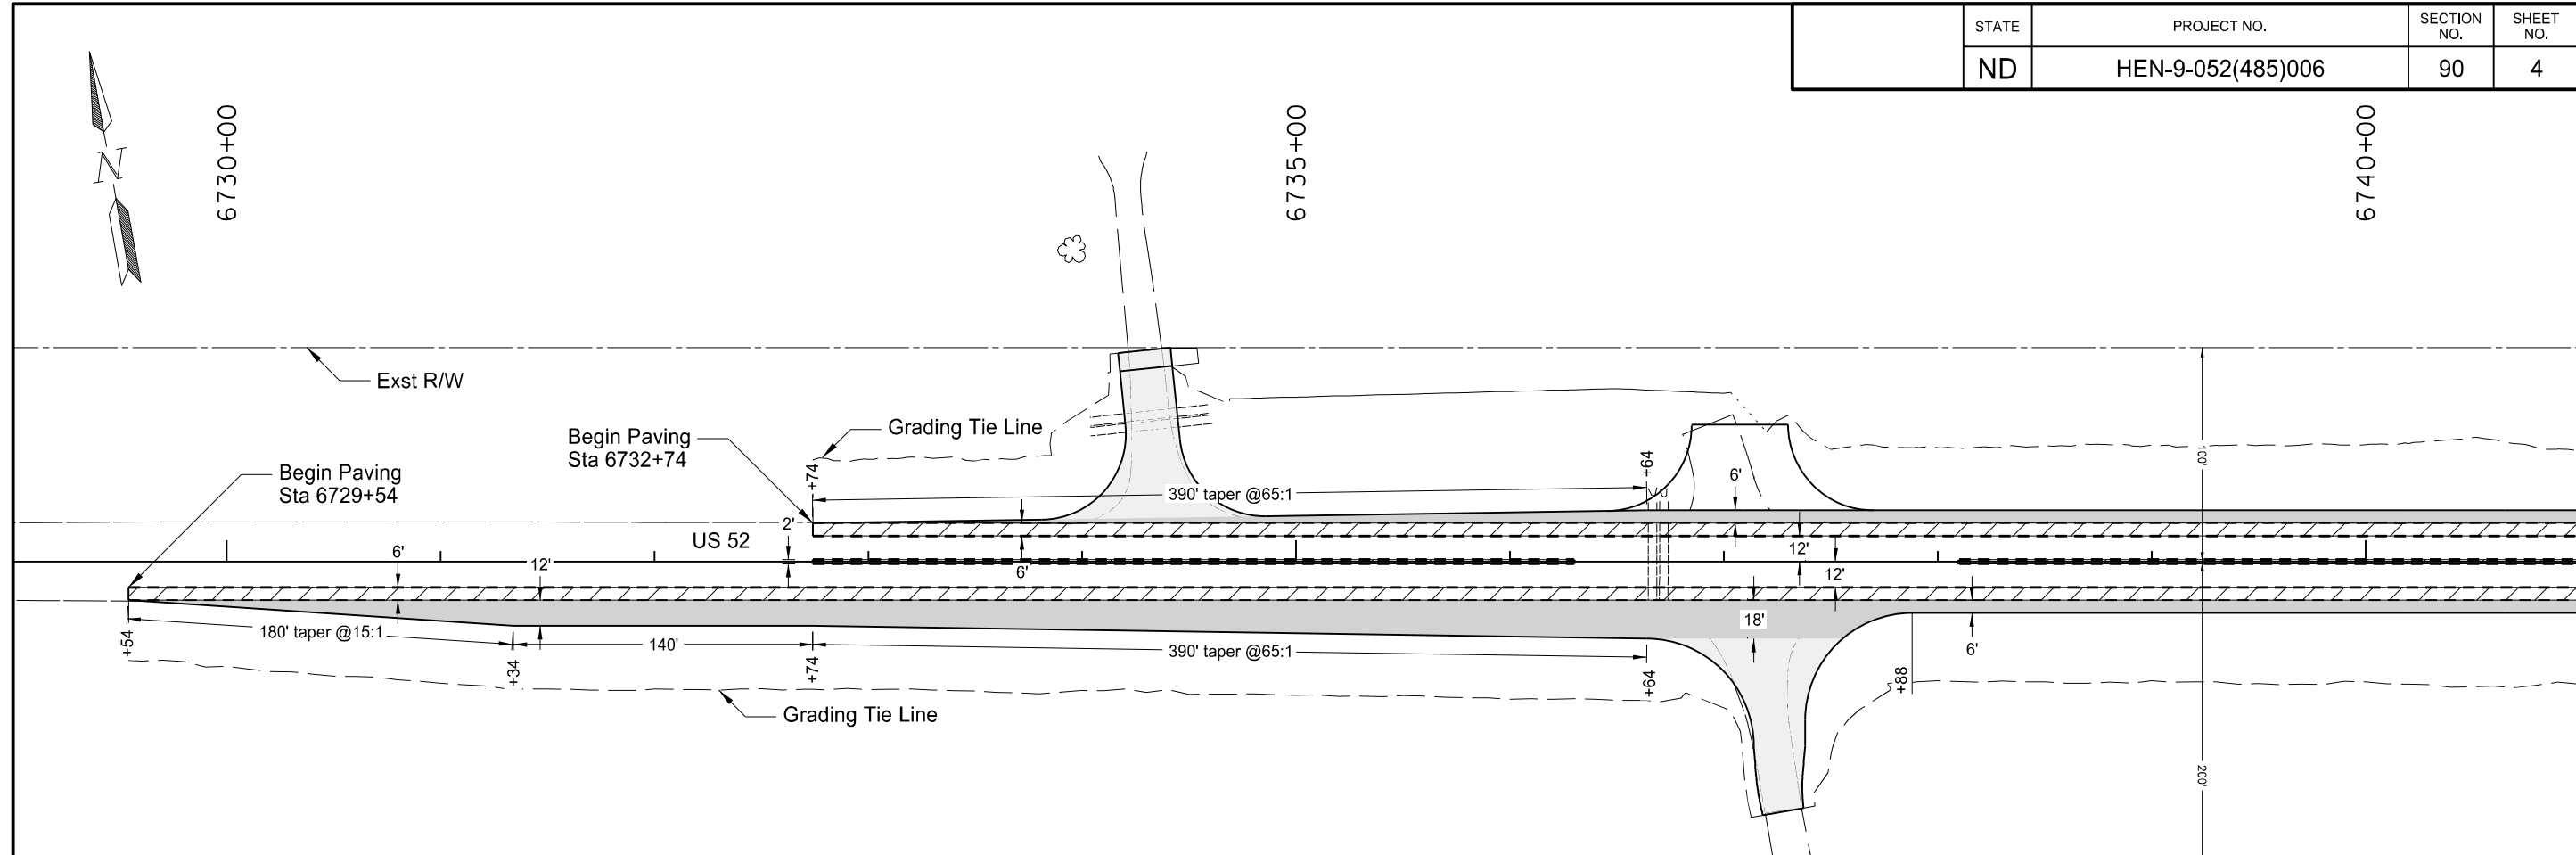 STATE
PROJECT NO.
SECTION NO.
SHEET NO.
ND
HEN-9-052(485)006
90
4
N
6730+00
6735+00
6740+00
Exst R/W
Grading Tie Line
Begin Paving
Sta 6732+74
Begin Paving
Sta 6729+54
+74
+64
390' taper @65:1
6'
100'
2'
US 52
6'
12'
6'
12'
12'
180' taper @15:1
140'
390' taper @65:1
18'
6'
+54
+34
+74
+64
+88
Grading Tie Line
200'